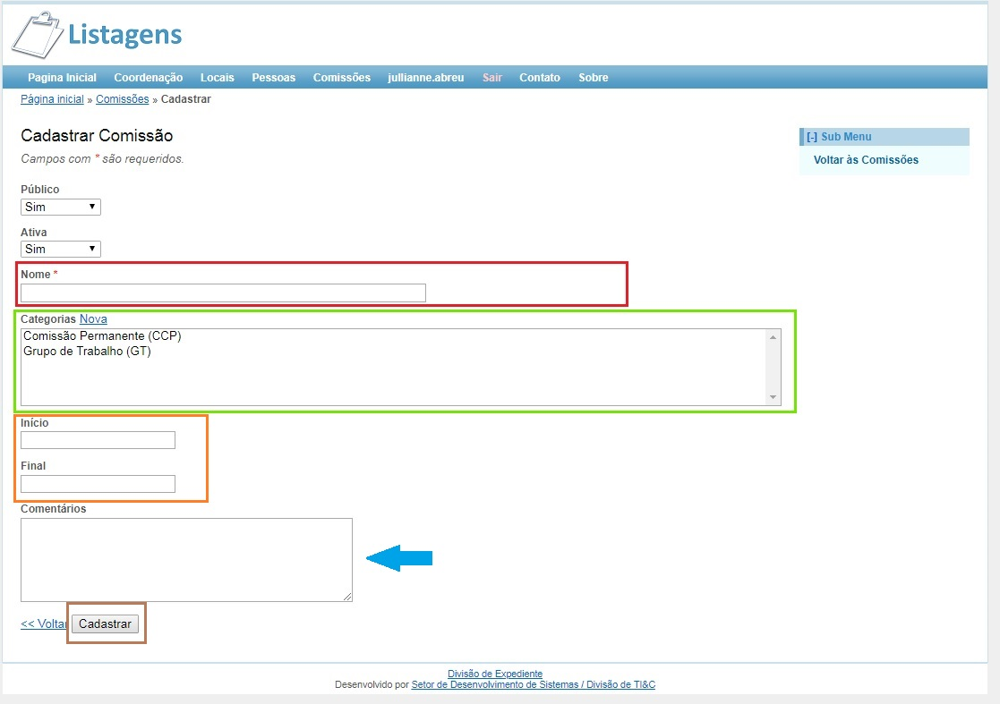 Listagens
Pagina Inicial Coordenação Locais Pessoas Comissões jullianne.abreu Sair Contato Sobre
Página inicial » Comissões » Cadastrar
Cadastrar Comissão
Campos com * são requeridos.
[-] Sub Menu
Voltar às Comissões
Público
Sim
Ativa
Sim
Nome *
Categorias Nova
Comissão Permanente (CCP)
Grupo de Trabalho (GT)
Início
Final
Comentários
<< Voltar Cadastrar
Divisão de Expediente
Desenvolvido por Setor de Desenvolvimento de Sistemas / Divisão de TI&C